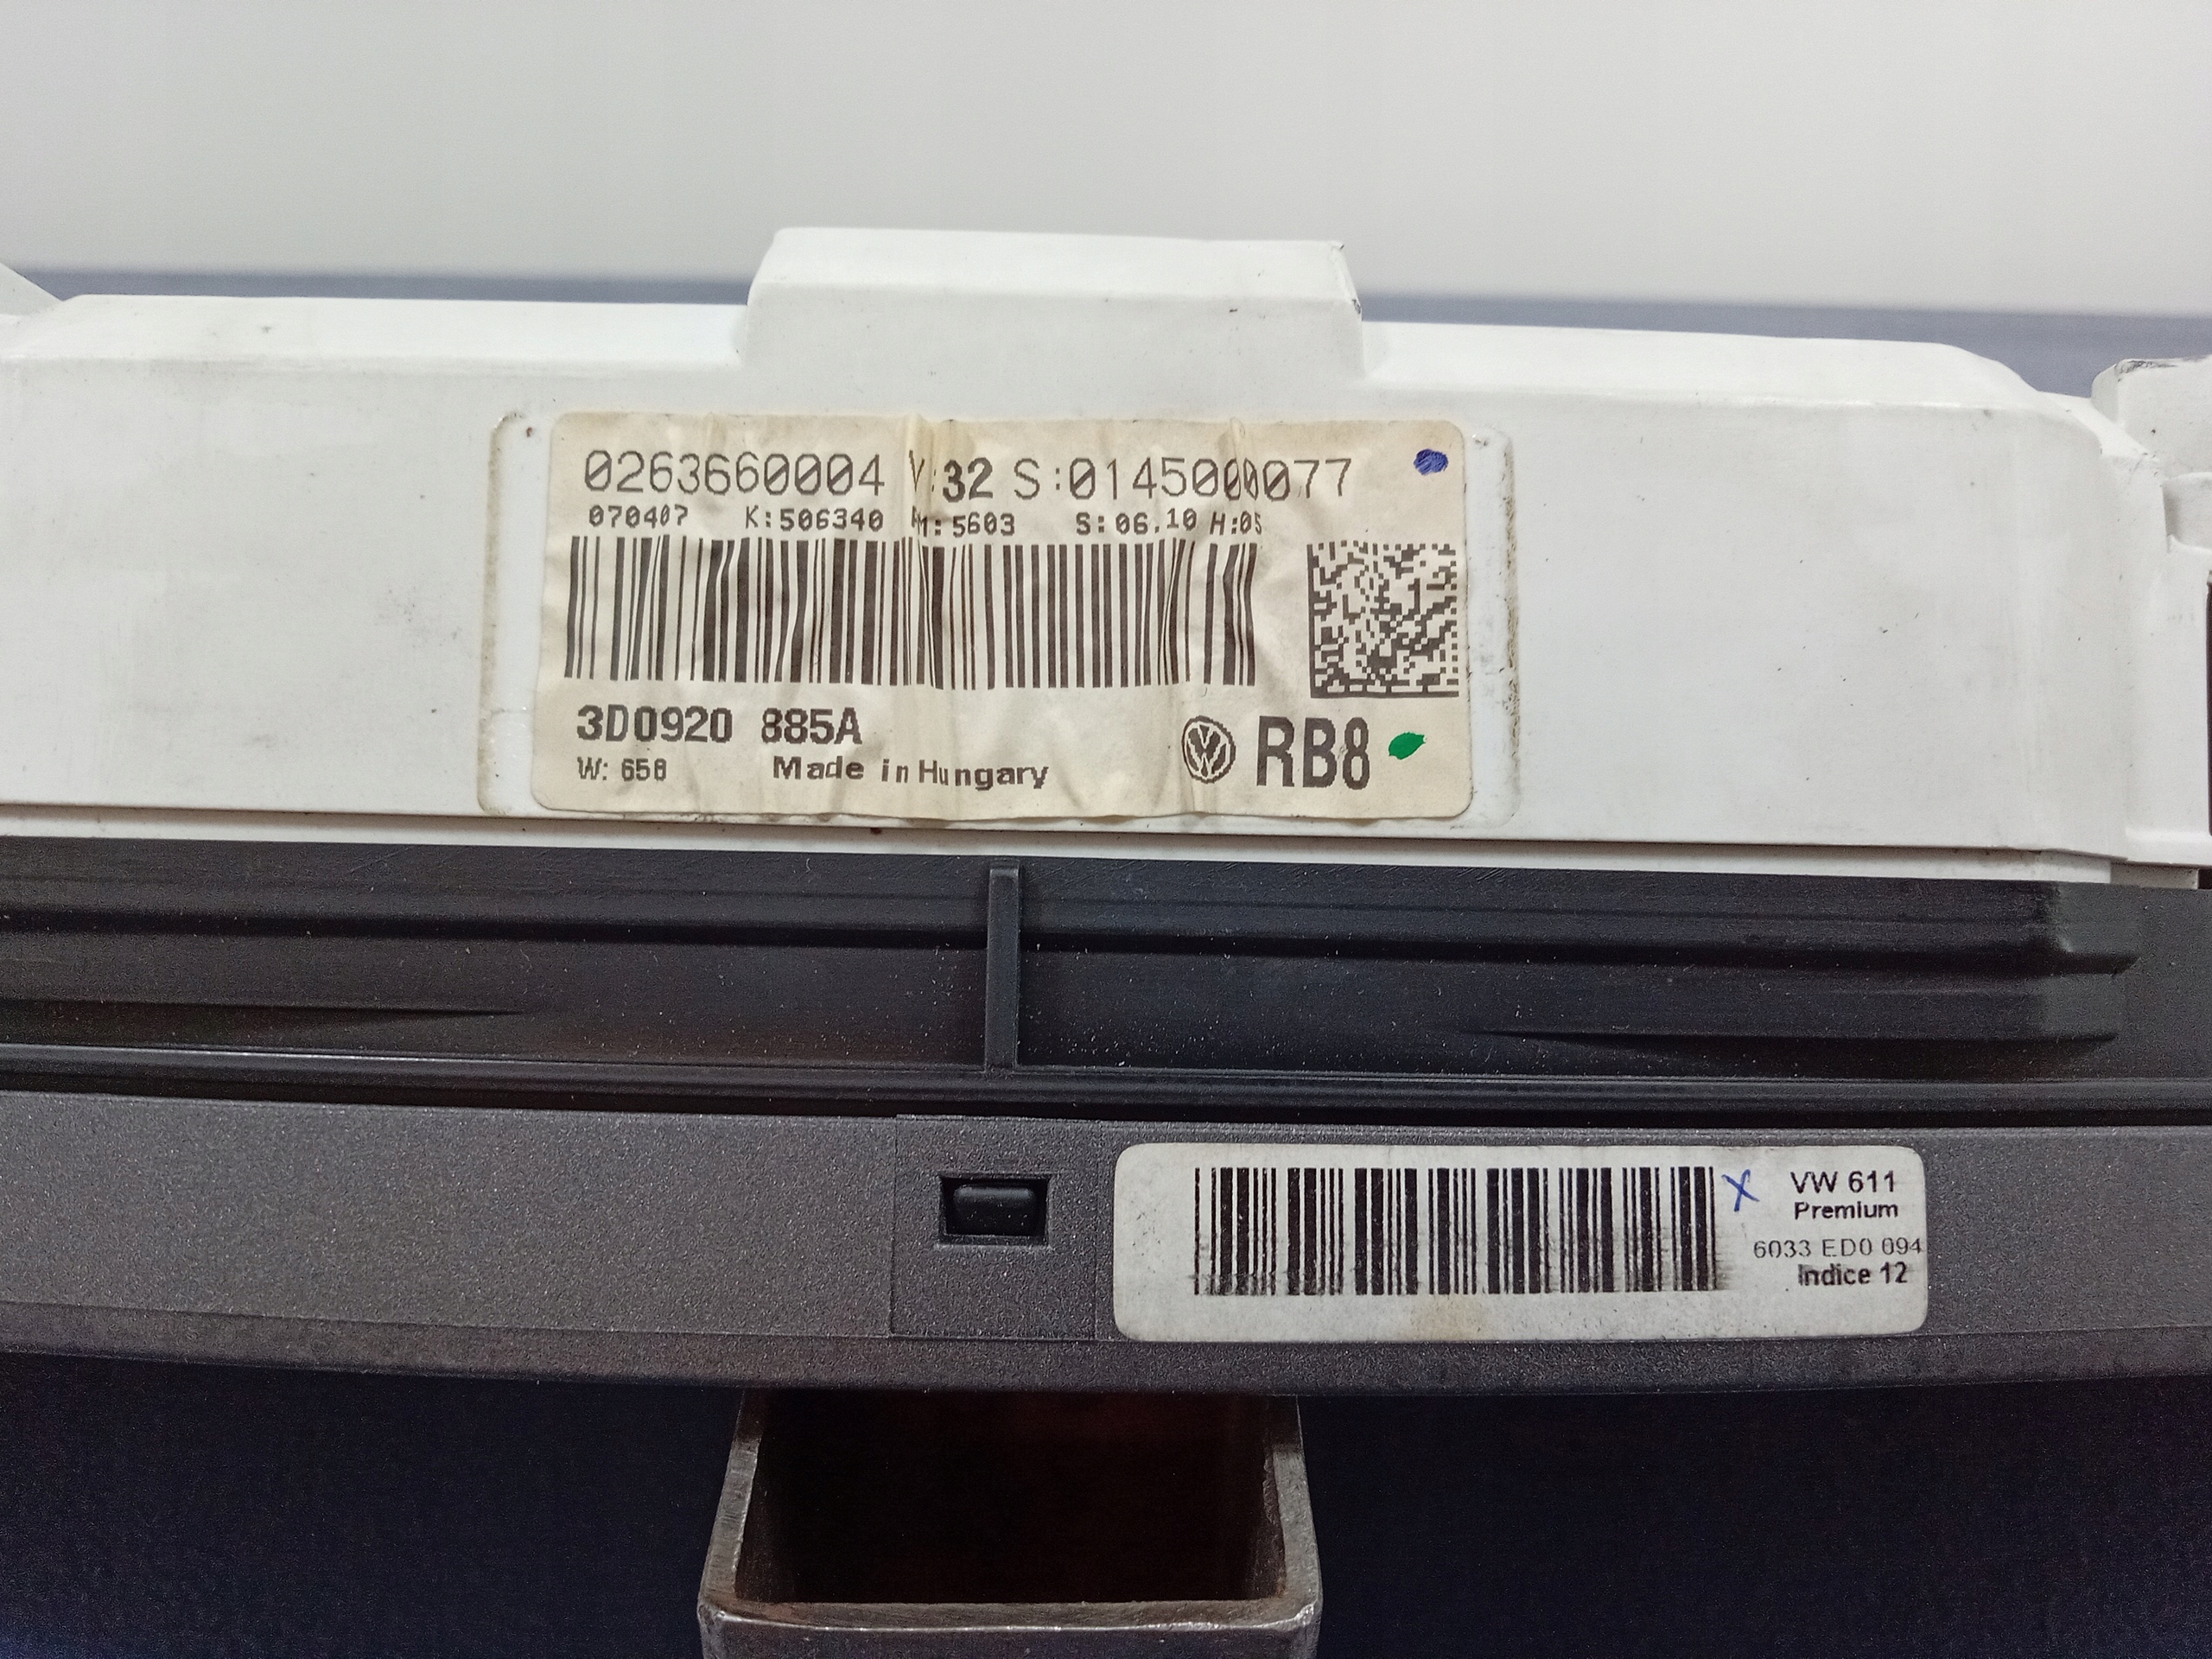 0263660004 V:32 S:0145000077
070407 K:506340 M:5603 S:06.10 H:05
3D0920 885A
W: 658 Made in Hungary
RB8
VW 611
Premium
6033 ED0 094
Indice 12